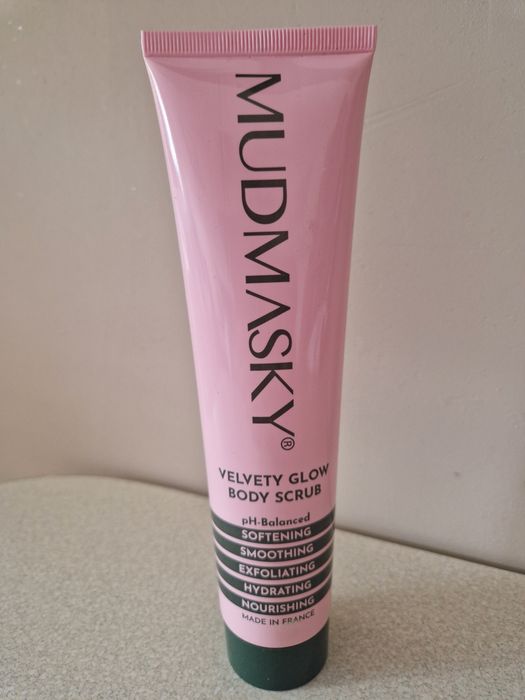 MUDMASKY®
VELVETY GLOW
BODY SCRUB
pH-Balanced
SOFTENING
SMOOTHING
EXFOLIATING
HYDRATING
NOURISHING
MADE IN FRANCE